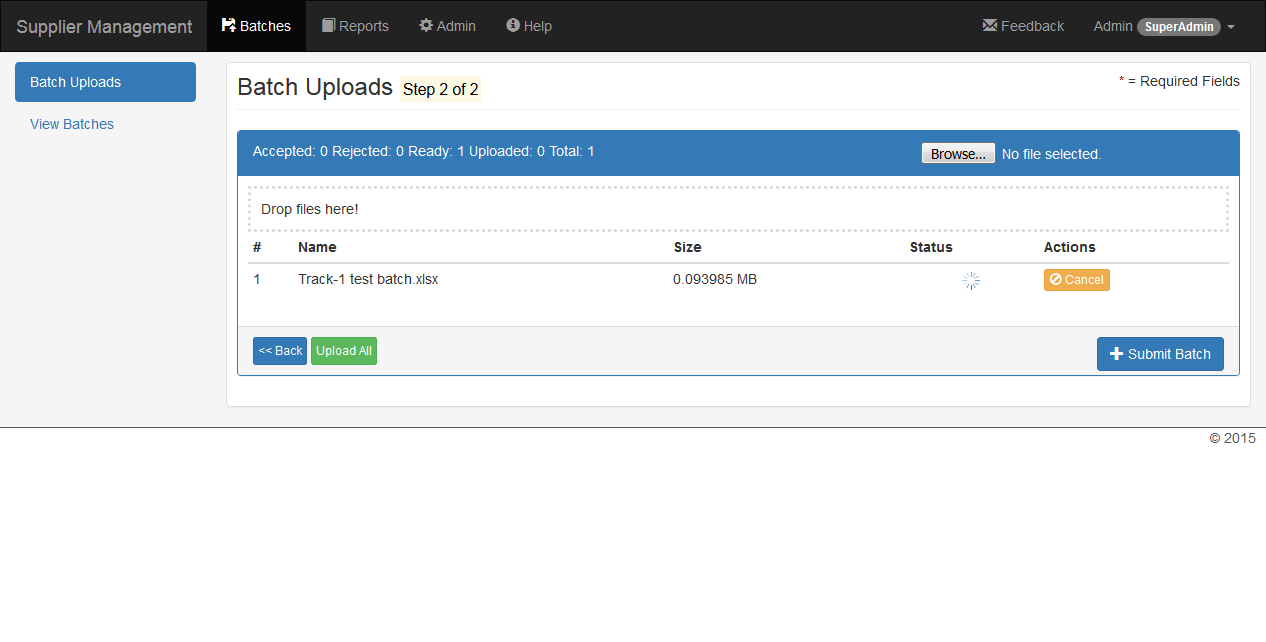 Supplier Management Batches Reports Admin Help Feedback Admin SuperAdmin
Batch Uploads
View Batches
Batch Uploads Step 2 of 2
* = Required Fields
Accepted: 0 Rejected: 0 Ready: 1 Uploaded: 0 Total: 1
Browse... No file selected.
Drop files here!
# Name Size Status Actions
1 Track-1 test batch.xlsx 0.093985 MB Cancel
<< Back Upload All Submit Batch
© 2015